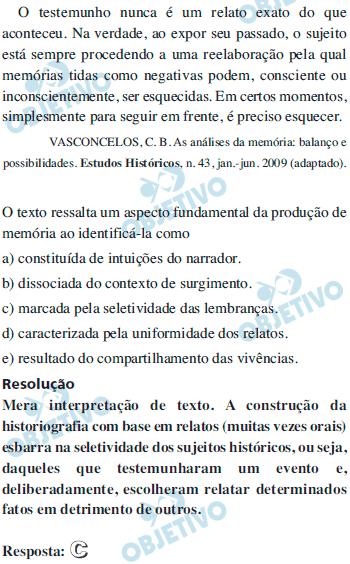 O testemunho nunca é um relato exato do que
aconteceu. Na verdade, ao expor seu passado, o sujeito
está sempre procedendo a uma reelaboração pela qual
memórias tidas como negativas podem, consciente ou
inconscientemente, ser esquecidas. Em certos momentos,
simplesmente para seguir em frente, é preciso esquecer.
VASCONCELOS, C. B. As análises da memória: balanço e
possibilidades. Estudos Históricos, n. 43, jan.-jun. 2009 (adaptado).
O texto ressalta um aspecto fundamental da produção de
memória ao identificá-la como
a) constituída de intuições do narrador.
b) dissociada do contexto de surgimento.
c) marcada pela seletividade das lembranças.
d) caracterizada pela uniformidade dos relatos.
e) resultado do compartilhamento das vivências.
Resolução
Mera interpretação de texto. A construção da
historiografia com base em relatos (muitas vezes orais)
esbarra na seletividade dos sujeitos históricos, ou seja,
daqueles que testemunharam um evento e,
deliberadamente, escolheram relatar determinados
fatos em detrimento de outros.
Resposta: C
OBJETIVO
OBJETIVO
OBJETIVO
OBJETIVO
OBJETIVO
OBJETIVO
OBJETIVO